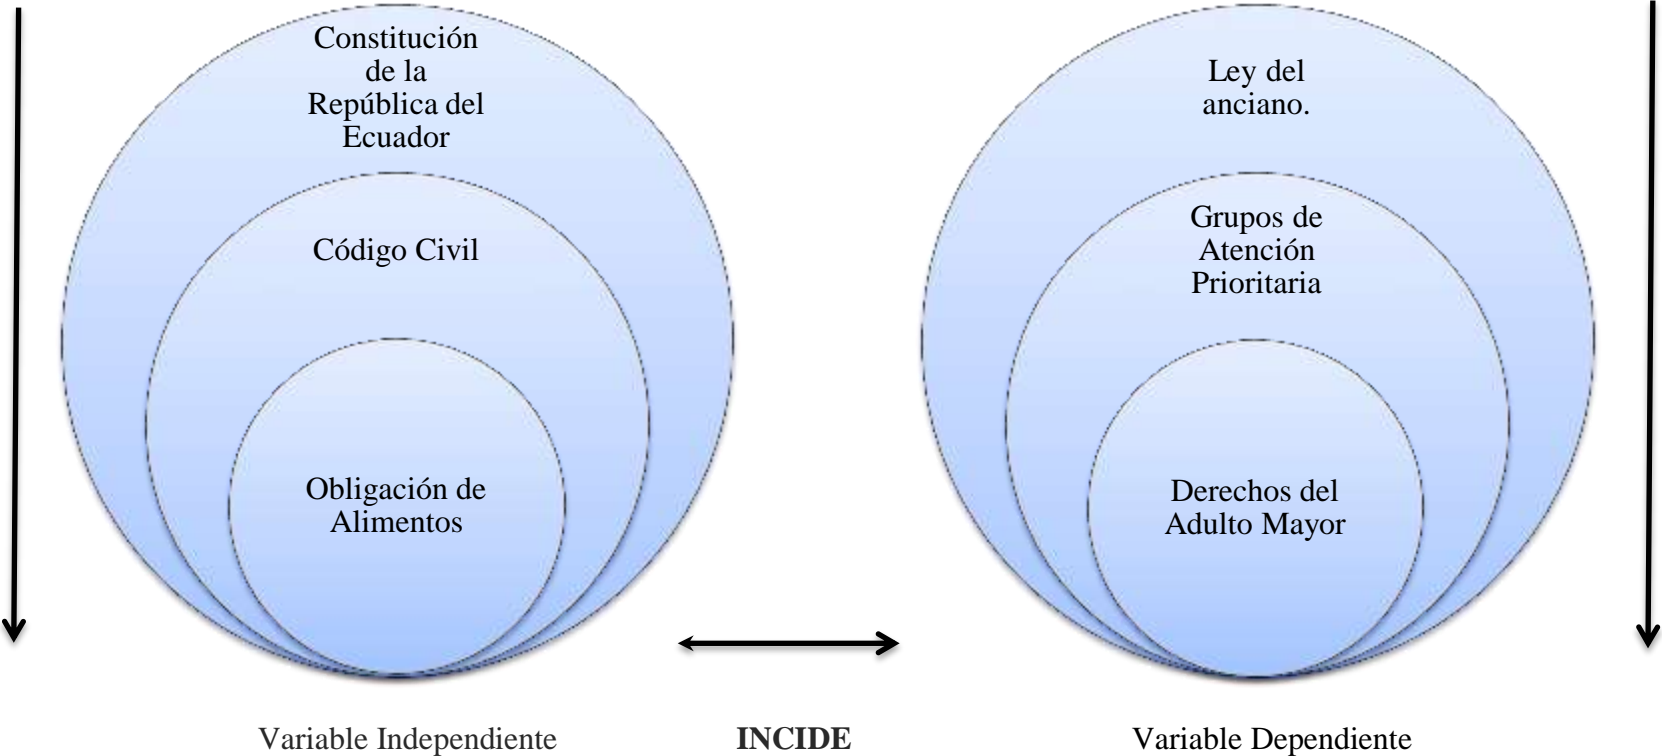 Constitución
de la
República del
Ecuador
Código Civil
Obligación de
Alimentos
Ley del
anciano.
Grupos de
Atención
Prioritaria
Derechos del
Adulto Mayor
Variable Independiente
INCIDE
Variable Dependiente